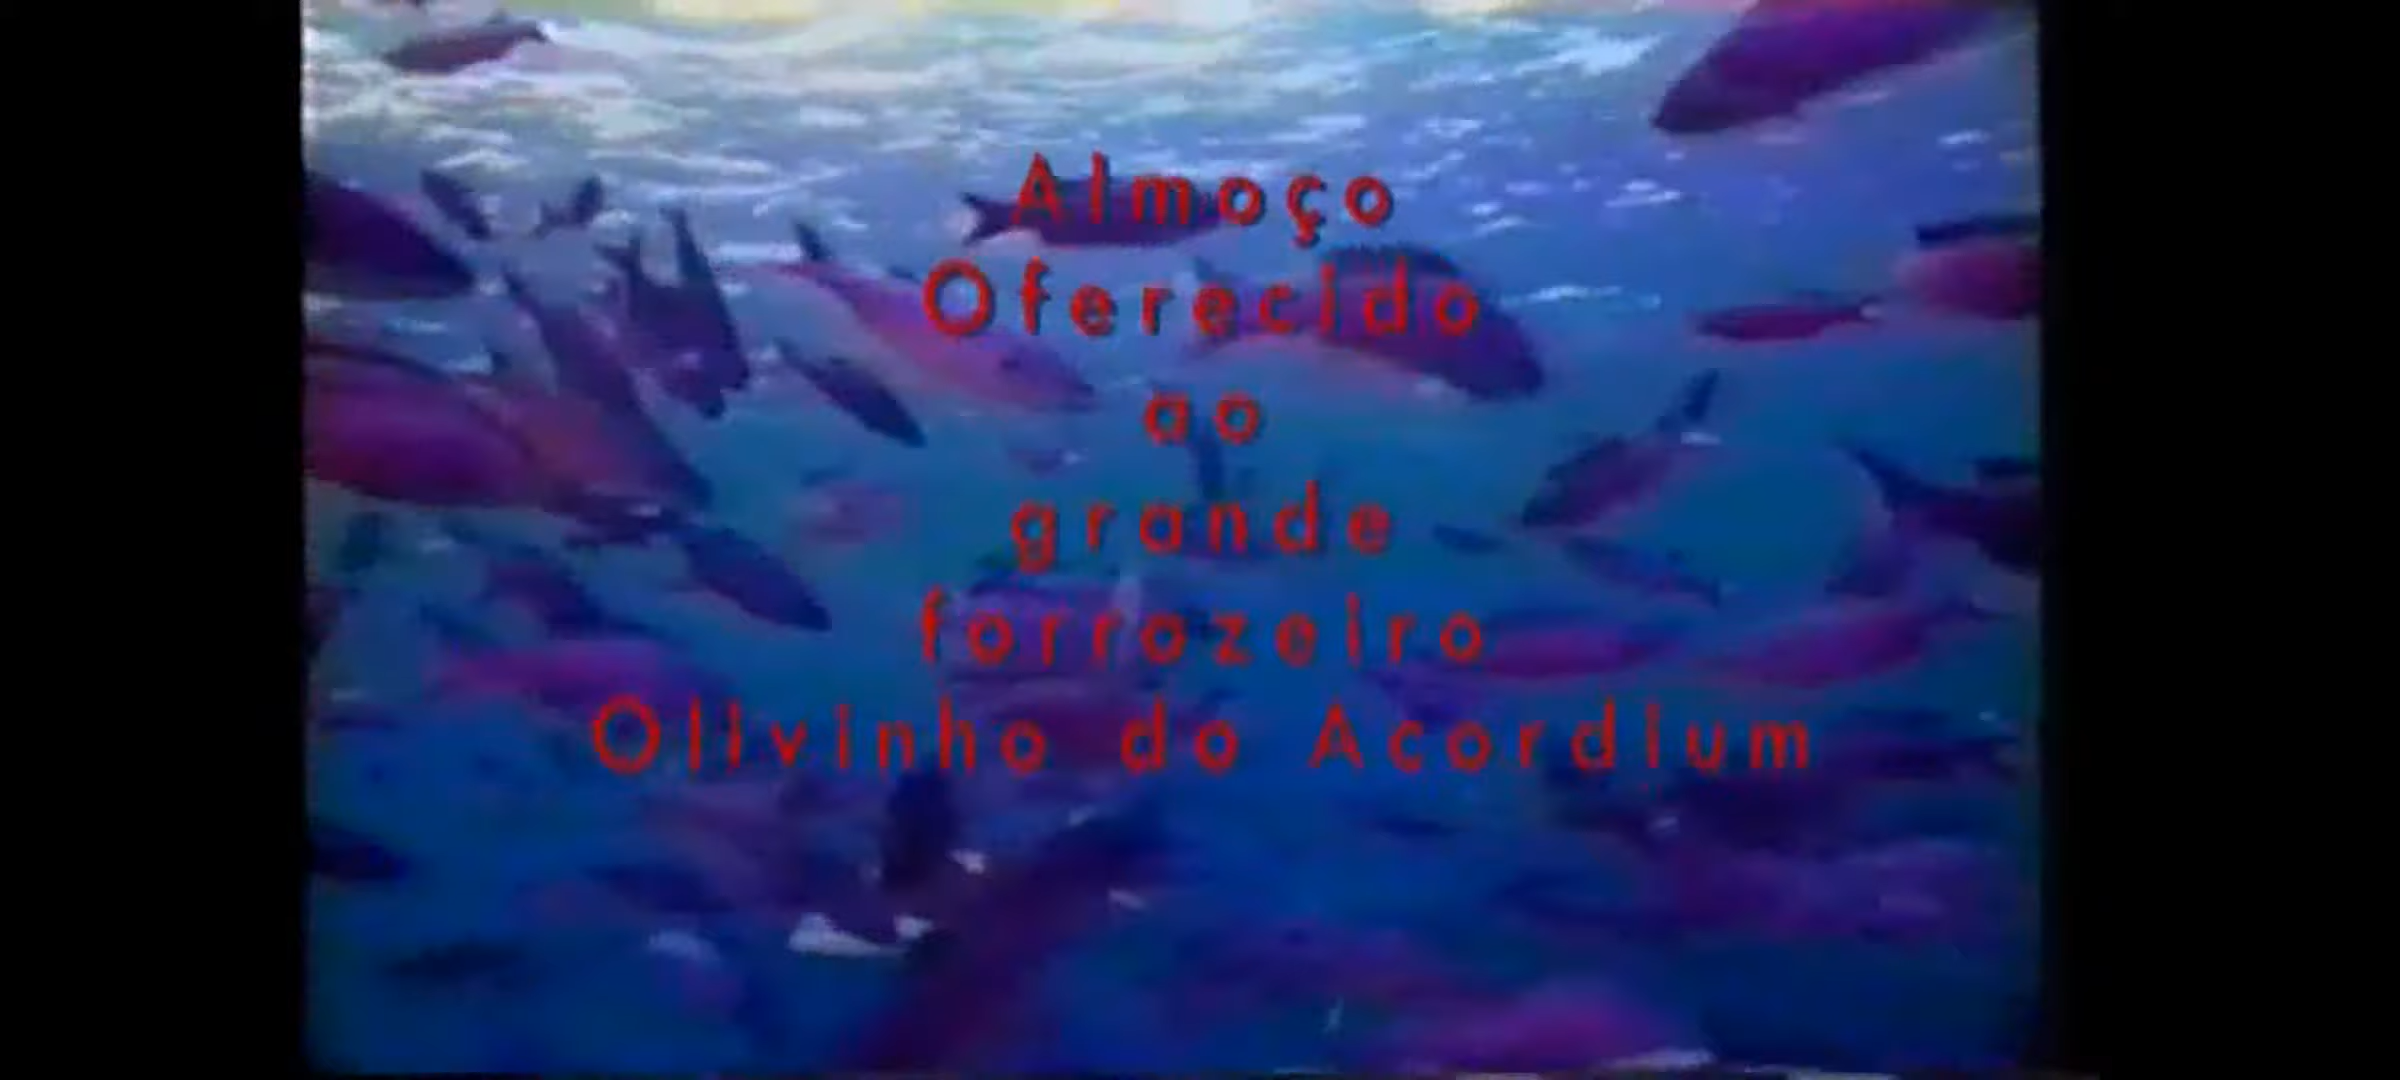 Almoço
Oferecido
ao
grande
forrozeiro
Olivinho do Acordium